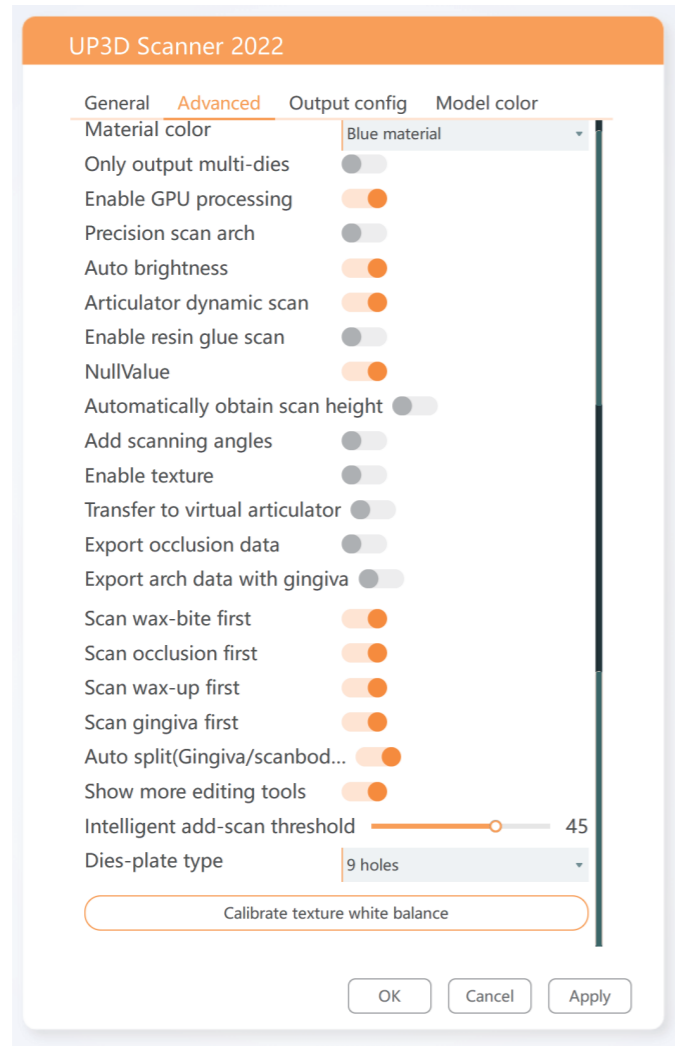 UP3D Scanner 2022
General Advanced Output config Model color
Material color Blue material
Only output multi-dies
Enable GPU processing
Precision scan arch
Auto brightness
Articulator dynamic scan
Enable resin glue scan
NullValue
Automatically obtain scan height
Add scanning angles
Enable texture
Transfer to virtual articulator
Export occlusion data
Export arch data with gingiva
Scan wax-bite first
Scan occlusion first
Scan wax-up first
Scan gingiva first
Auto split(Gingiva/scanbod...
Show more editing tools
Intelligent add-scan threshold 45
Dies-plate type 9 holes
Calibrate texture white balance
OK Cancel Apply